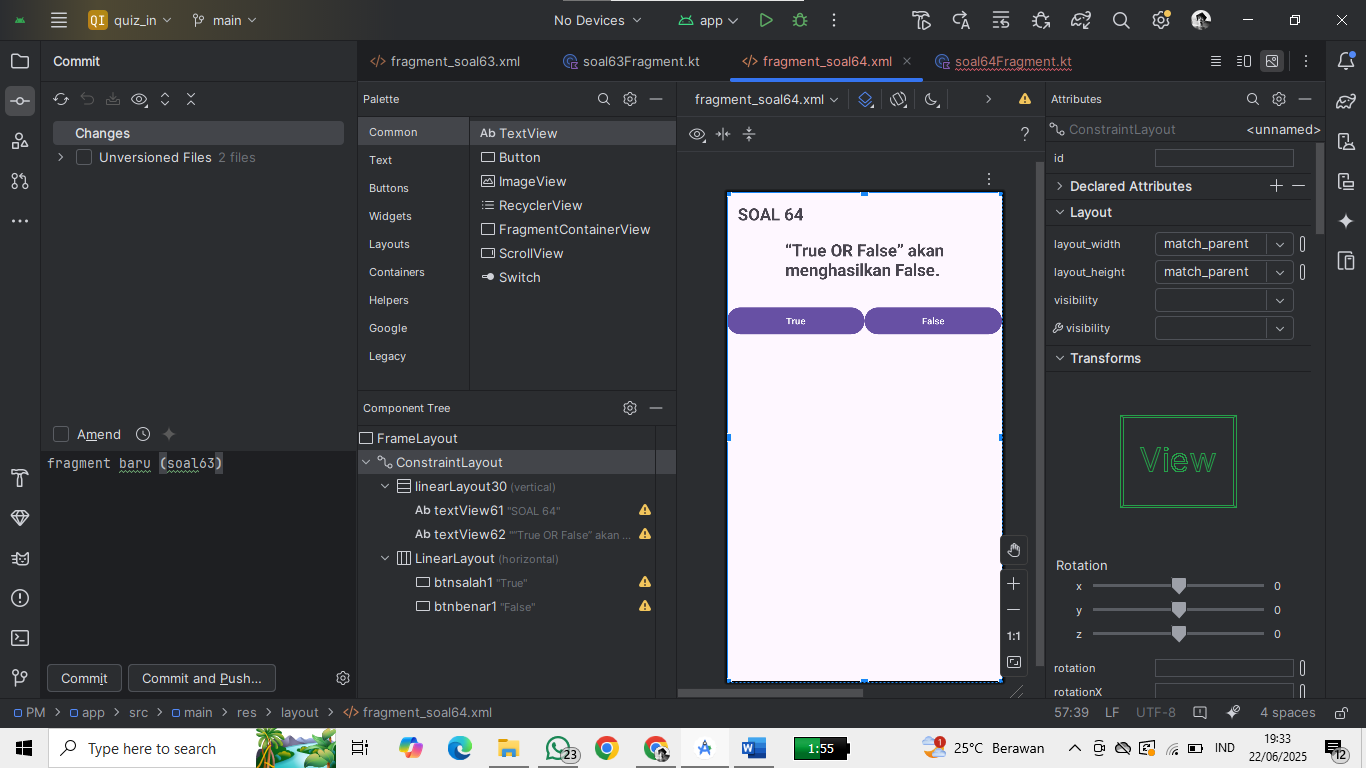 QI quiz_in main No Devices app
Commit
fragment_soal63.xml soal63Fragment.kt fragment_soal64.xml soal64Fragment.kt
Palette
fragment_soal64.xml
Attributes
Changes
Unversioned Files 2 files
Common
Text
Buttons
Widgets
Layouts
Containers
Helpers
Google
Legacy
Ab TextView
Button
ImageView
RecyclerView
FragmentContainerView
ScrollView
Switch
?
SOAL 64
“True OR False” akan
menghasilkan False.
True False
1:1
ConstraintLayout <unnamed>
id
Declared Attributes
Layout
layout_width match_parent
layout_height match_parent
visibility
visibility
Transforms
View
Rotation
x 0
y 0
z 0
rotation
rotationX
Component Tree
FrameLayout
ConstraintLayout
linearLayout30 (vertical)
Ab textView61 "SOAL 64"
Ab textView62 "“True OR False” akan ...
LinearLayout (horizontal)
btnsalah1 "True"
btnbenar1 "False"
Amend
fragment baru (soal63)
Commit Commit and Push...
PM > app > src > main > res > layout > fragment_soal64.xml
57:39 LF UTF-8 4 spaces
Type here to search
23
1:55
1
25°C Berawan
IND
19:33
22/06/2025
12